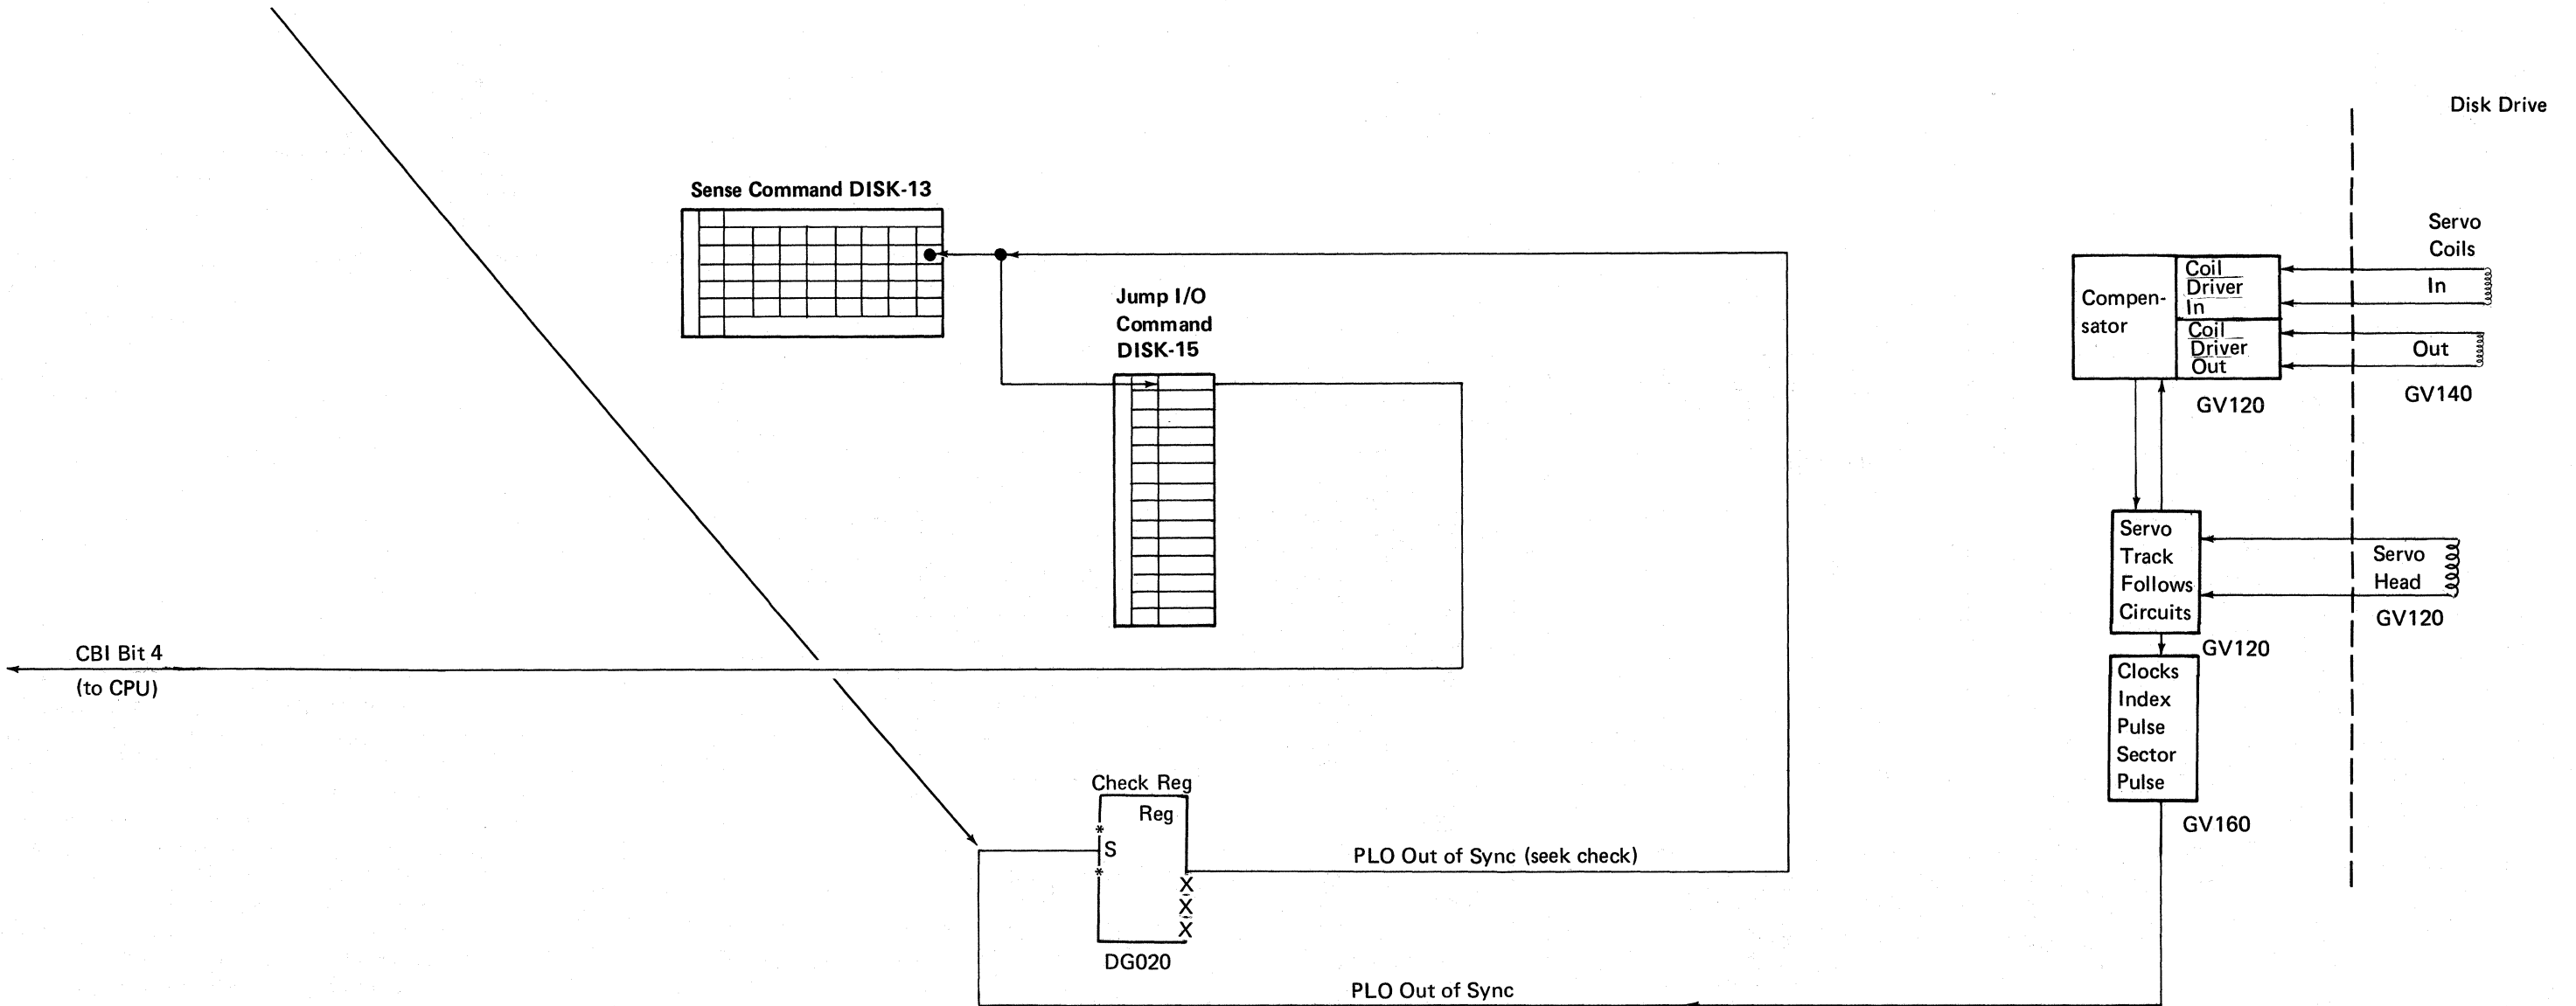 Disk Drive
Sense Command DISK-13
Servo
Coils
In
Out
GV140
Compen-
sator
Coil
Driver
In
Coil
Driver
Out
GV120
Jump I/O
Command
DISK-15
Servo
Track
Follows
Circuits
GV120
Servo
Head
GV120
CBI Bit 4
(to CPU)
Clocks
Index
Pulse
Sector
Pulse
GV160
Check Reg
Reg
*
S
*
X
X
X
DG020
PLO Out of Sync (seek check)
PLO Out of Sync